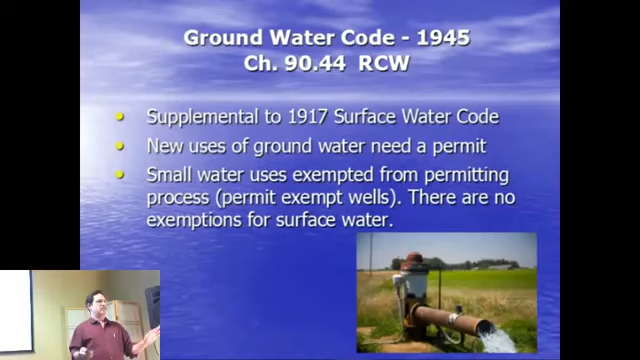 Ground Water Code - 1945
Ch. 90.44 RCW
Supplemental to 1917 Surface Water Code
New uses of ground water need a permit
Small water uses exempted from permitting
process (permit exempt wells). There are no
exemptions for surface water.